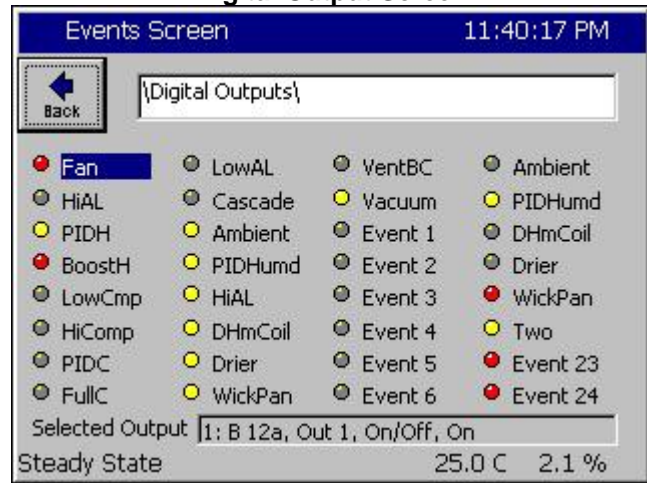 Events Screen 11:40:17 PM
Back \Digital Outputs\
Fan LowAL VentBC Ambient
HiAL Cascade Vacuum PIDHumd
PIDH Ambient Event 1 DHmCoil
BoostH PIDHumd Event 2 Drier
LowCmp HiAL Event 3 WickPan
HiComp DHmCoil Event 4 Two
PIDC Drier Event 5 Event 23
FullC WickPan Event 6 Event 24
Selected Output 1: B 12a, Out 1, On/Off, On
Steady State 25.0 C 2.1 %